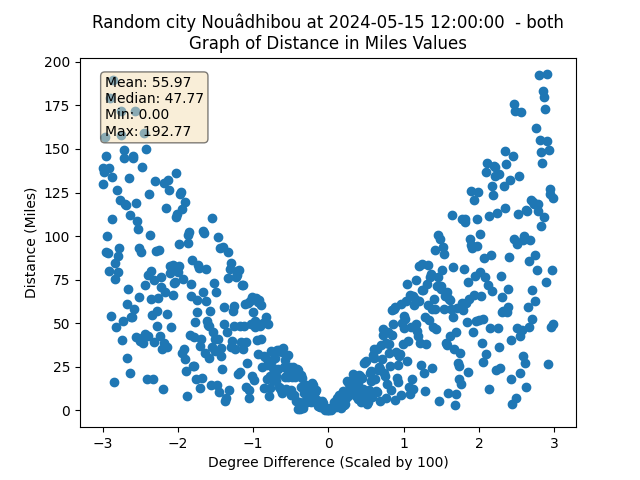 Random city Nouâdhibou at 2024-05-15 12:00:00 - both
Graph of Distance in Miles Values
Mean: 55.97
Median: 47.77
Min: 0.00
Max: 192.77
Distance (Miles)
200
175
150
125
100
75
50
25
0
−3
−2
−1
0
1
2
3
Degree Difference (Scaled by 100)